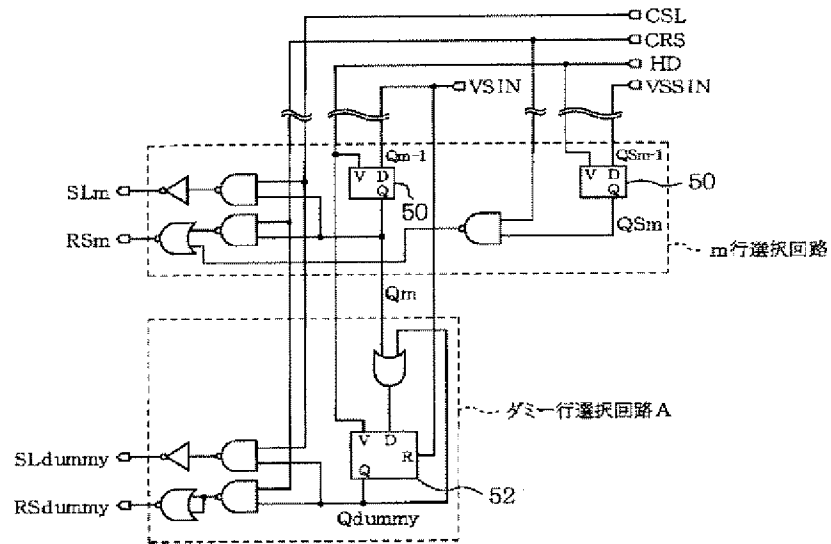 CSL
CRS
HD
VSIN
VSSIN
Qm-1
QSm-1
V D
Q
50
V D
Q
50
SLm
RSm
QSm
m行選択回路
Qm
ダミー行選択回路A
V D
R
Q
52
SLdummy
RSdummy
Qdummy